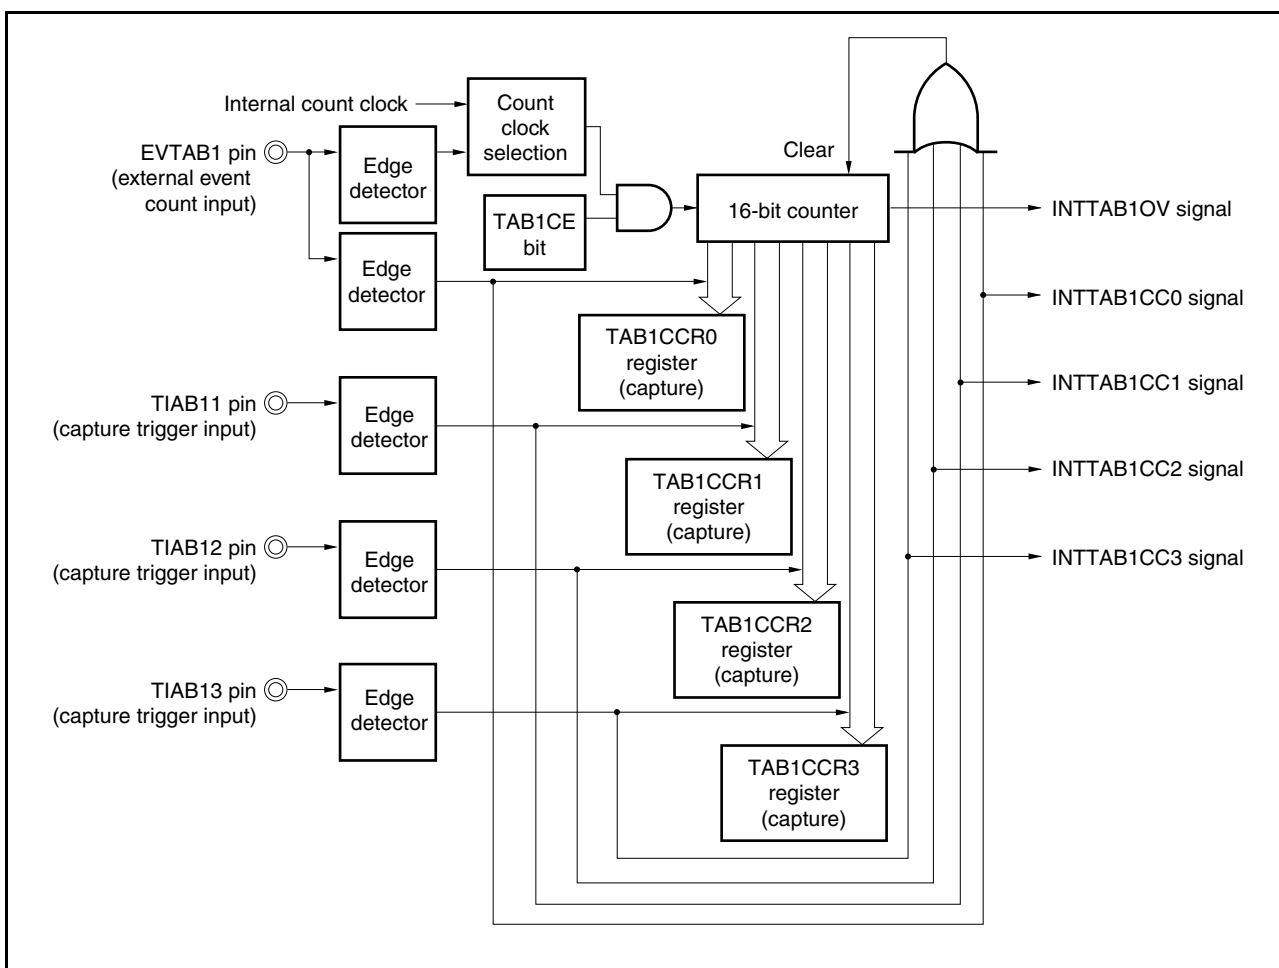 Internal count clock
Count
clock
selection
EVTAB1 pin
(external event
count input)
Edge
detector
Clear
TAB1CE
bit
16-bit counter
INTTAB1OV signal
Edge
detector
INTTAB1CC0 signal
TAB1CCR0
register
(capture)
TIAB11 pin
(capture trigger input)
Edge
detector
INTTAB1CC1 signal
TAB1CCR1
register
(capture)
INTTAB1CC2 signal
TIAB12 pin
(capture trigger input)
Edge
detector
INTTAB1CC3 signal
TAB1CCR2
register
(capture)
TIAB13 pin
(capture trigger input)
Edge
detector
TAB1CCR3
register
(capture)